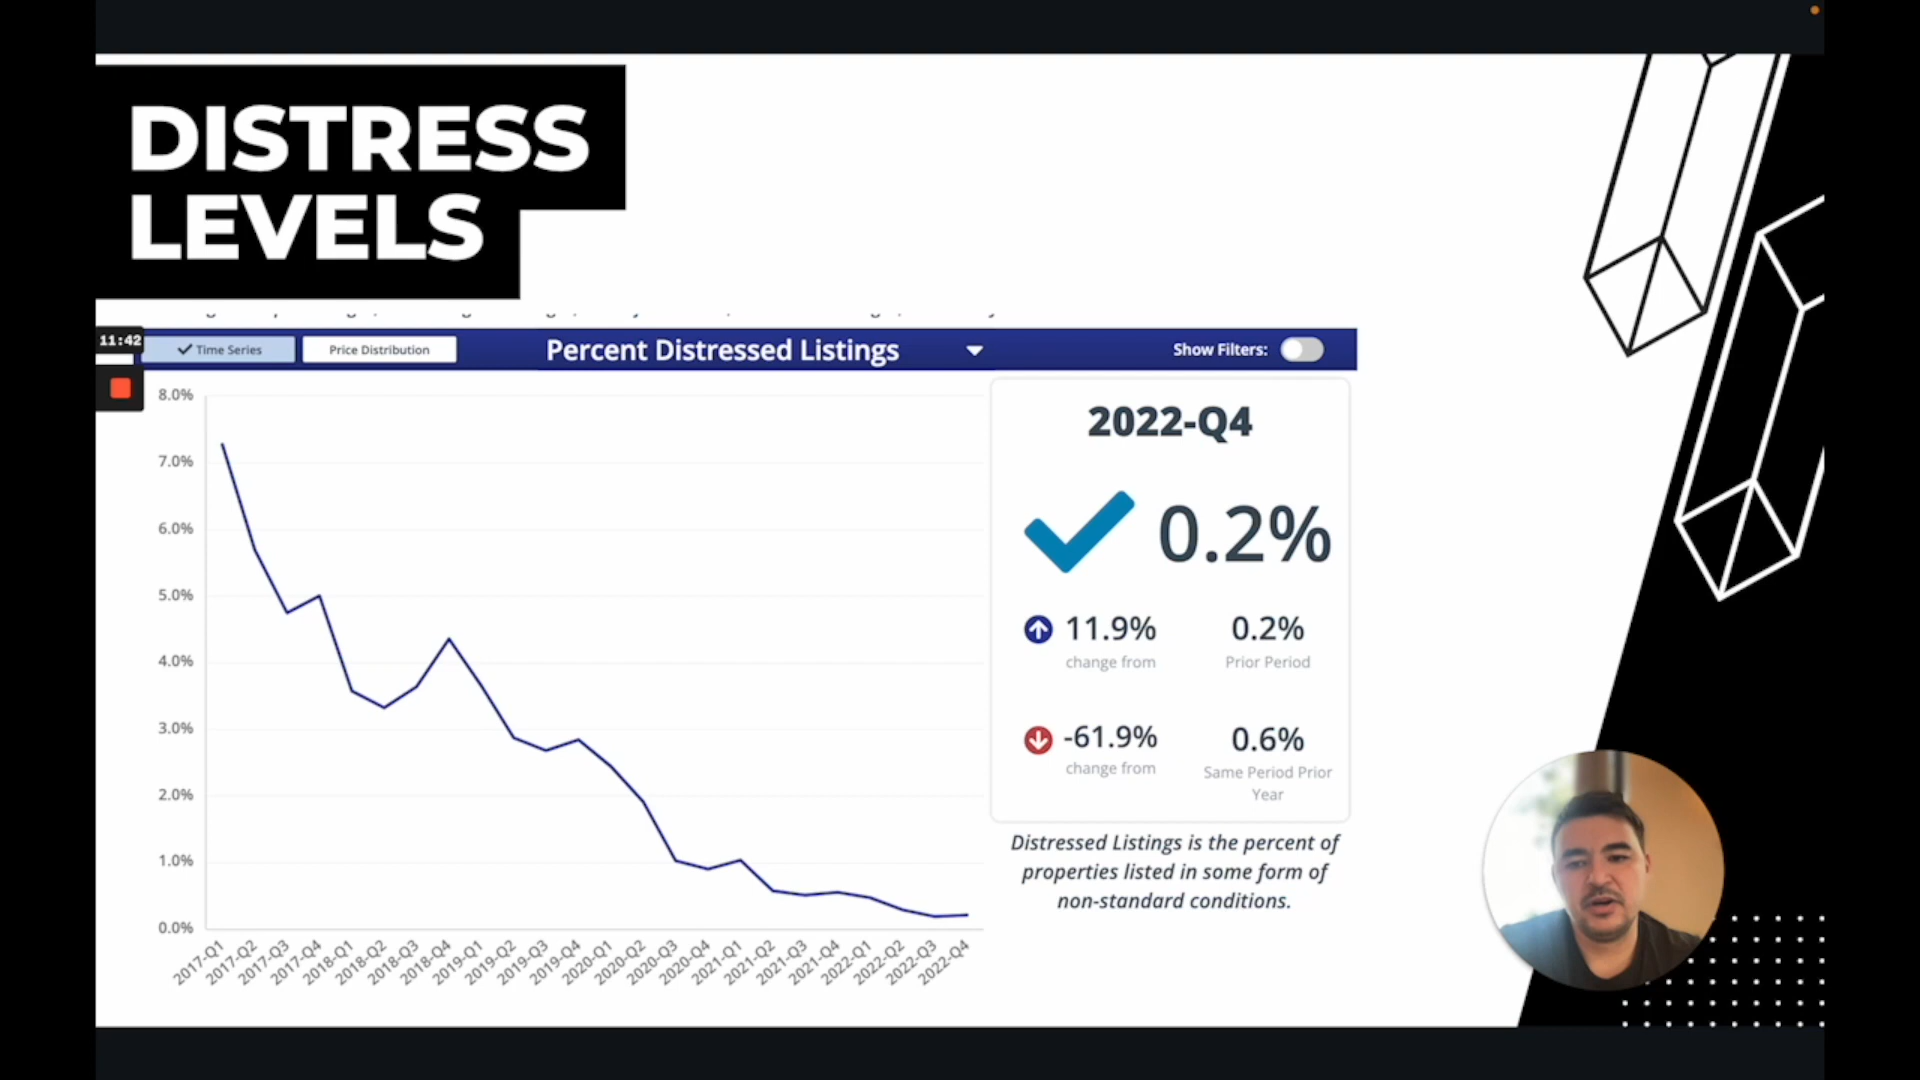 DISTRESS
LEVELS
11:42
Time Series
Price Distribution
Percent Distressed Listings
Show Filters:
8.0%
7.0%
6.0%
5.0%
4.0%
3.0%
2.0%
1.0%
0.0%
2017-Q1
2017-Q2
2017-Q3
2017-Q4
2018-Q1
2018-Q2
2018-Q3
2018-Q4
2019-Q1
2019-Q2
2019-Q3
2019-Q4
2020-Q1
2020-Q2
2020-Q3
2020-Q4
2021-Q1
2021-Q2
2021-Q3
2021-Q4
2022-Q1
2022-Q2
2022-Q3
2022-Q4
2022-Q4
0.2%
11.9%
change from
0.2%
Prior Period
-61.9%
change from
0.6%
Same Period Prior
Year
Distressed Listings is the percent of
properties listed in some form of
non-standard conditions.